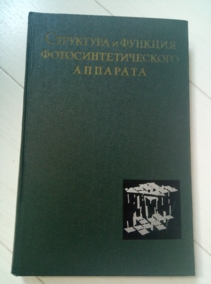 СТРУКТУРА И ФУНКЦИЯ
ФОТОСИНТЕТИЧЕСКОГО
АППАРАТА